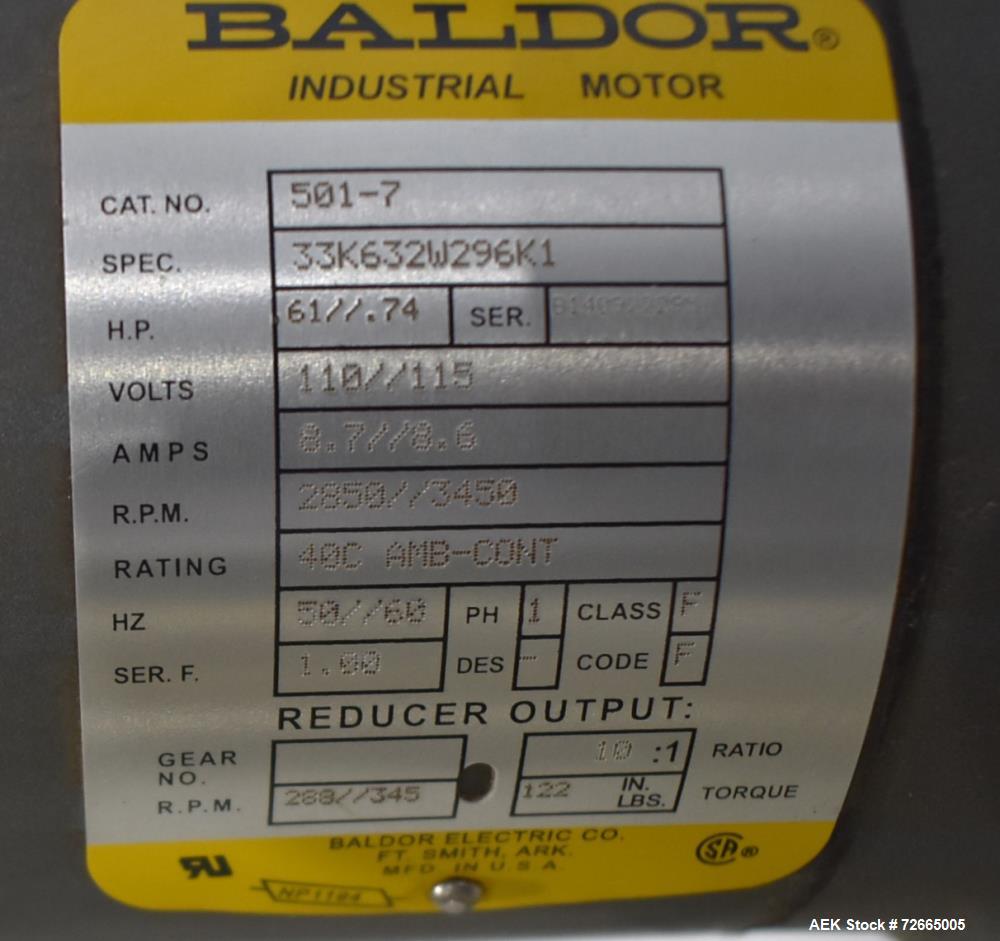 BALDOR®
INDUSTRIAL MOTOR
CAT. NO. 501-7
SPEC. 33K632W296K1
H.P. 61//.74 SER.
VOLTS 110//115
AMPS 8.7//8.6
R.P.M. 2850//3450
RATING 40C AMB-CONT
HZ 50//60 PH 1 CLASS F
SER. F. 1.00 DES - CODE F
REDUCER OUTPUT:
GEAR NO. 10 :1 RATIO
R.P.M. 288//345 122 IN. LBS. TORQUE
BALDOR ELECTRIC CO.
FT. SMITH, ARK.
MFD. IN U.S.A.
NP1184
AEK Stock # 72665005